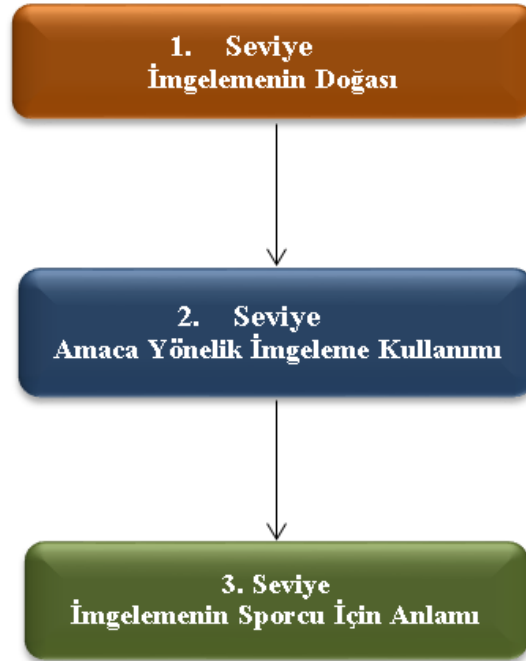 1. Seviye
İmgelemenin Doğası
2. Seviye
Amaca Yönelik İmgeleme Kullanımı
3. Seviye
İmgelemenin Sporcu İçin Anlamı